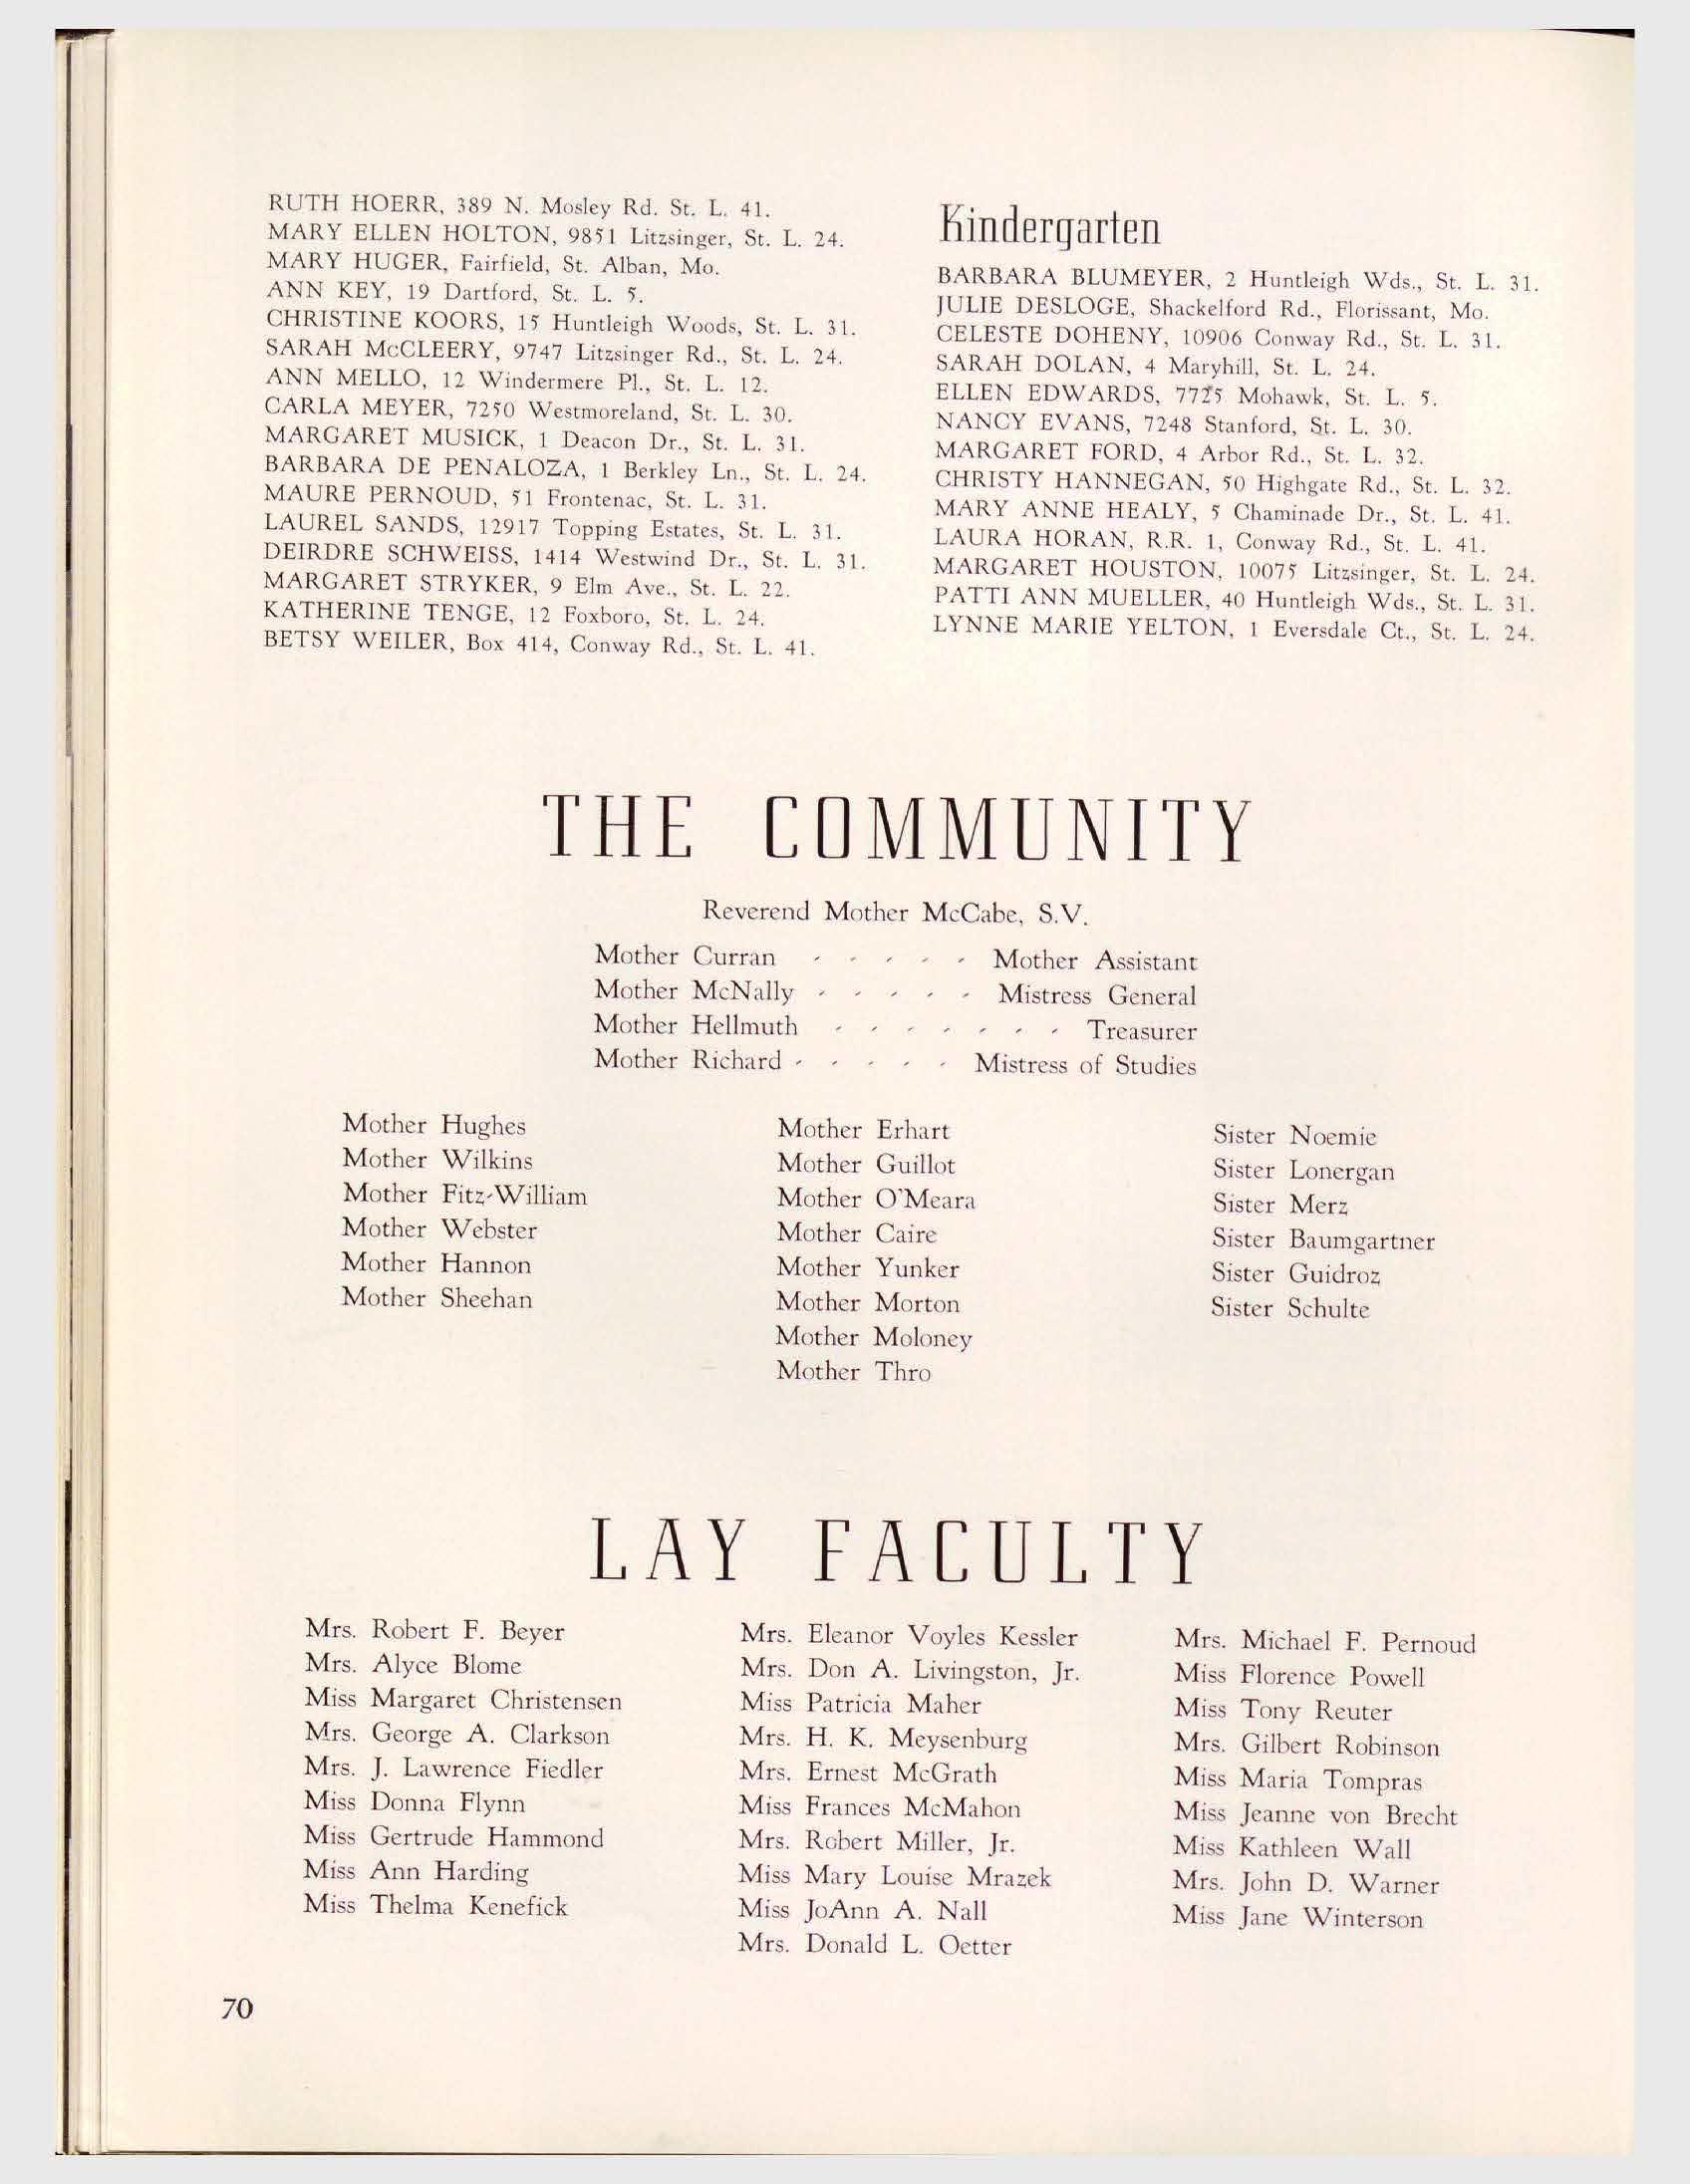 RUTH HOERR, 389 N. Mosley Rd. St. L. 41.
MARY ELLEN HOLTON, 9851 Litzsinger, St. L. 24.
MARY HUGER, Fairfield, St. Alban, Mo.
ANN KEY, 19 Dartford, St. L. 5.
CHRISTINE KOORS, 15 Huntleigh Woods, St. L. 31.
SARAH McCLEERY, 9747 Litzsinger Rd., St. L. 24.
ANN MELLO, 12 Windermere Pl., St. L. 12.
CARLA MEYER, 7250 Westmoreland, St. L. 30.
MARGARET MUSICK, 1 Deacon Dr., St. L. 31.
BARBARA DE PENALOZA, 1 Berkley Ln., St. L. 24.
MAURE PERNOUD, 51 Frontenac, St. L. 31.
LAUREL SANDS, 12917 Topping Estates, St. L. 31.
DEIRDRE SCHWEISS, 1414 Westwind Dr., St. L. 31.
MARGARET STRYKER, 9 Elm Ave., St. L. 22.
KATHERINE TENGE, 12 Foxboro, St. L. 24.
BETSY WEILER, Box 414, Conway Rd., St. L. 41.
Kindergarten
BARBARA BLUMEYER, 2 Huntleigh Wds., St. L. 31.
JULIE DESLOGE, Shackelford Rd., Florissant, Mo.
CELESTE DOHENY, 10906 Conway Rd., St. L. 31.
SARAH DOLAN, 4 Maryhill, St. L. 24.
ELLEN EDWARDS, 7725 Mohawk, St. L. 5.
NANCY EVANS, 7248 Stanford, St. L. 30.
MARGARET FORD, 4 Arbor Rd., St. L. 32.
CHRISTY HANNEGAN, 50 Highgate Rd., St. L. 32.
MARY ANNE HEALY, 5 Chaminade Dr., St. L. 41.
LAURA HORAN, R.R. 1, Conway Rd., St. L. 41.
MARGARET HOUSTON, 10075 Litzsinger, St. L. 24.
PATTI ANN MUELLER, 40 Huntleigh Wds., St. L. 31.
LYNNE MARIE YELTON, 1 Eversdale Ct., St. L. 24.
THE COMMUNITY
Reverend Mother McCabe, S.V.
Mother Curran - - - - - Mother Assistant
Mother McNally - - - - - Mistress General
Mother Hellmuth - - - - - - - Treasurer
Mother Richard - - - - - Mistress of Studies
Mother Hughes
Mother Wilkins
Mother Fitz-William
Mother Webster
Mother Hannon
Mother Sheehan
Mother Erhart
Mother Guillot
Mother O'Meara
Mother Caire
Mother Yunker
Mother Morton
Mother Moloney
Mother Thro
Sister Noemie
Sister Lonergan
Sister Merz
Sister Baumgartner
Sister Guidroz
Sister Schulte
LAY FACULTY
Mrs. Robert F. Beyer
Mrs. Alyce Blome
Miss Margaret Christensen
Mrs. George A. Clarkson
Mrs. J. Lawrence Fiedler
Miss Donna Flynn
Miss Gertrude Hammond
Miss Ann Harding
Miss Thelma Kenefick
Mrs. Eleanor Voyles Kessler
Mrs. Don A. Livingston, Jr.
Miss Patricia Maher
Mrs. H. K. Meysenburg
Mrs. Ernest McGrath
Miss Frances McMahon
Mrs. Robert Miller, Jr.
Miss Mary Louise Mrazek
Miss JoAnn A. Nall
Mrs. Donald L. Oetter
Mrs. Michael F. Pernoud
Miss Florence Powell
Miss Tony Reuter
Mrs. Gilbert Robinson
Miss Maria Tompras
Miss Jeanne von Brecht
Miss Kathleen Wall
Mrs. John D. Warner
Miss Jane Winterson
70